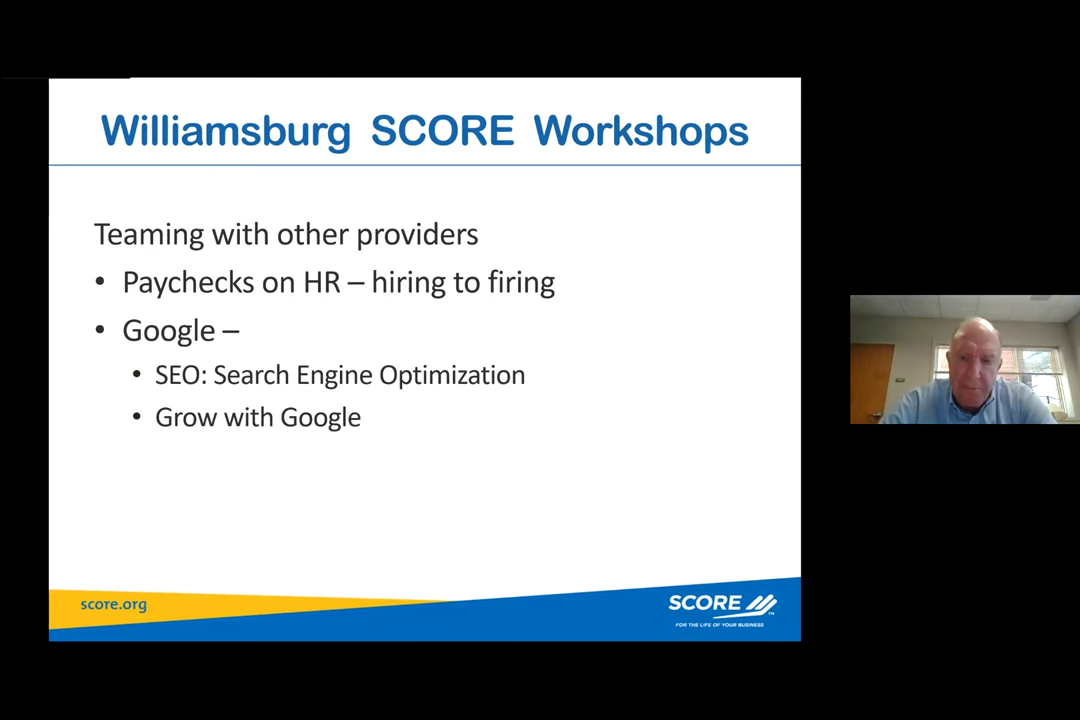 Williamsburg SCORE Workshops
Teaming with other providers
• Paychecks on HR – hiring to firing
• Google –
• SEO: Search Engine Optimization
• Grow with Google
score.org
SCORE
TM
FOR THE LIFE OF YOUR BUSINESS